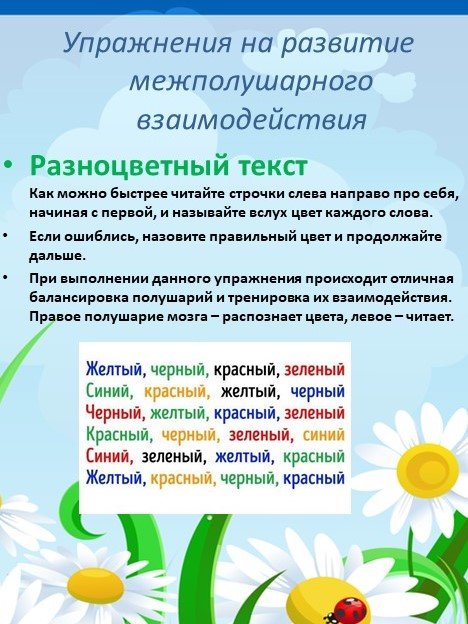 Упражнения на развитие
межполушарного
взаимодействия
• Разноцветный текст
Как можно быстрее читайте строчки слева направо про себя,
начиная с первой, и называйте вслух цвет каждого слова.
• Если ошиблись, назовите правильный цвет и продолжайте
дальше.
• При выполнении данного упражнения происходит отличная
балансировка полушарий и тренировка их взаимодействия.
Правое полушарие мозга – распознает цвета, левое – читает.
Желтый, черный, красный, зеленый
Синий, красный, желтый, черный
Черный, желтый, красный, зеленый
Красный, черный, зеленый, синий
Синий, зеленый, желтый, красный
Желтый, красный, черный, красный